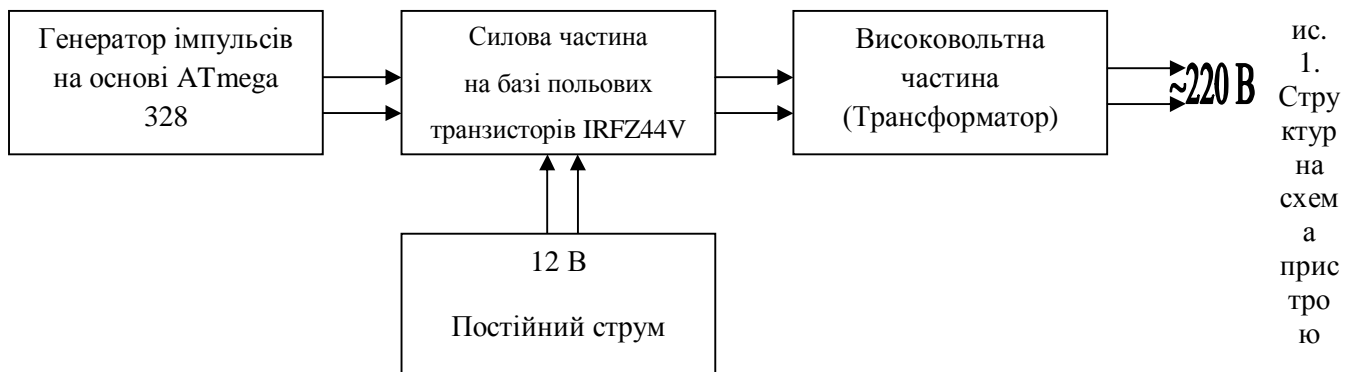 Генератор імпульсів
на основі ATmega
328
Силова частина
на базі польових
транзисторів IRFZ44V
Високовольтна
частина
(Трансформатор)
~220 В
12 В
Постійний струм
ис.
1.
Стру
ктур
на
схем
а
прис
тро
ю